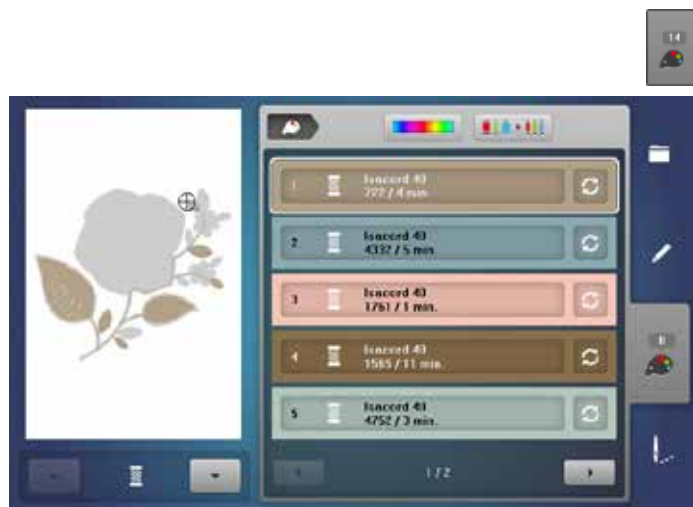 14
1
Isacord 40
722 / 4 min.
2
Isacord 40
4332 / 5 min.
3
Isacord 40
1761 / 1 min.
4
Isacord 40
1565 / 11 min.
5
Isacord 40
4752 / 3 min.
1 / 2